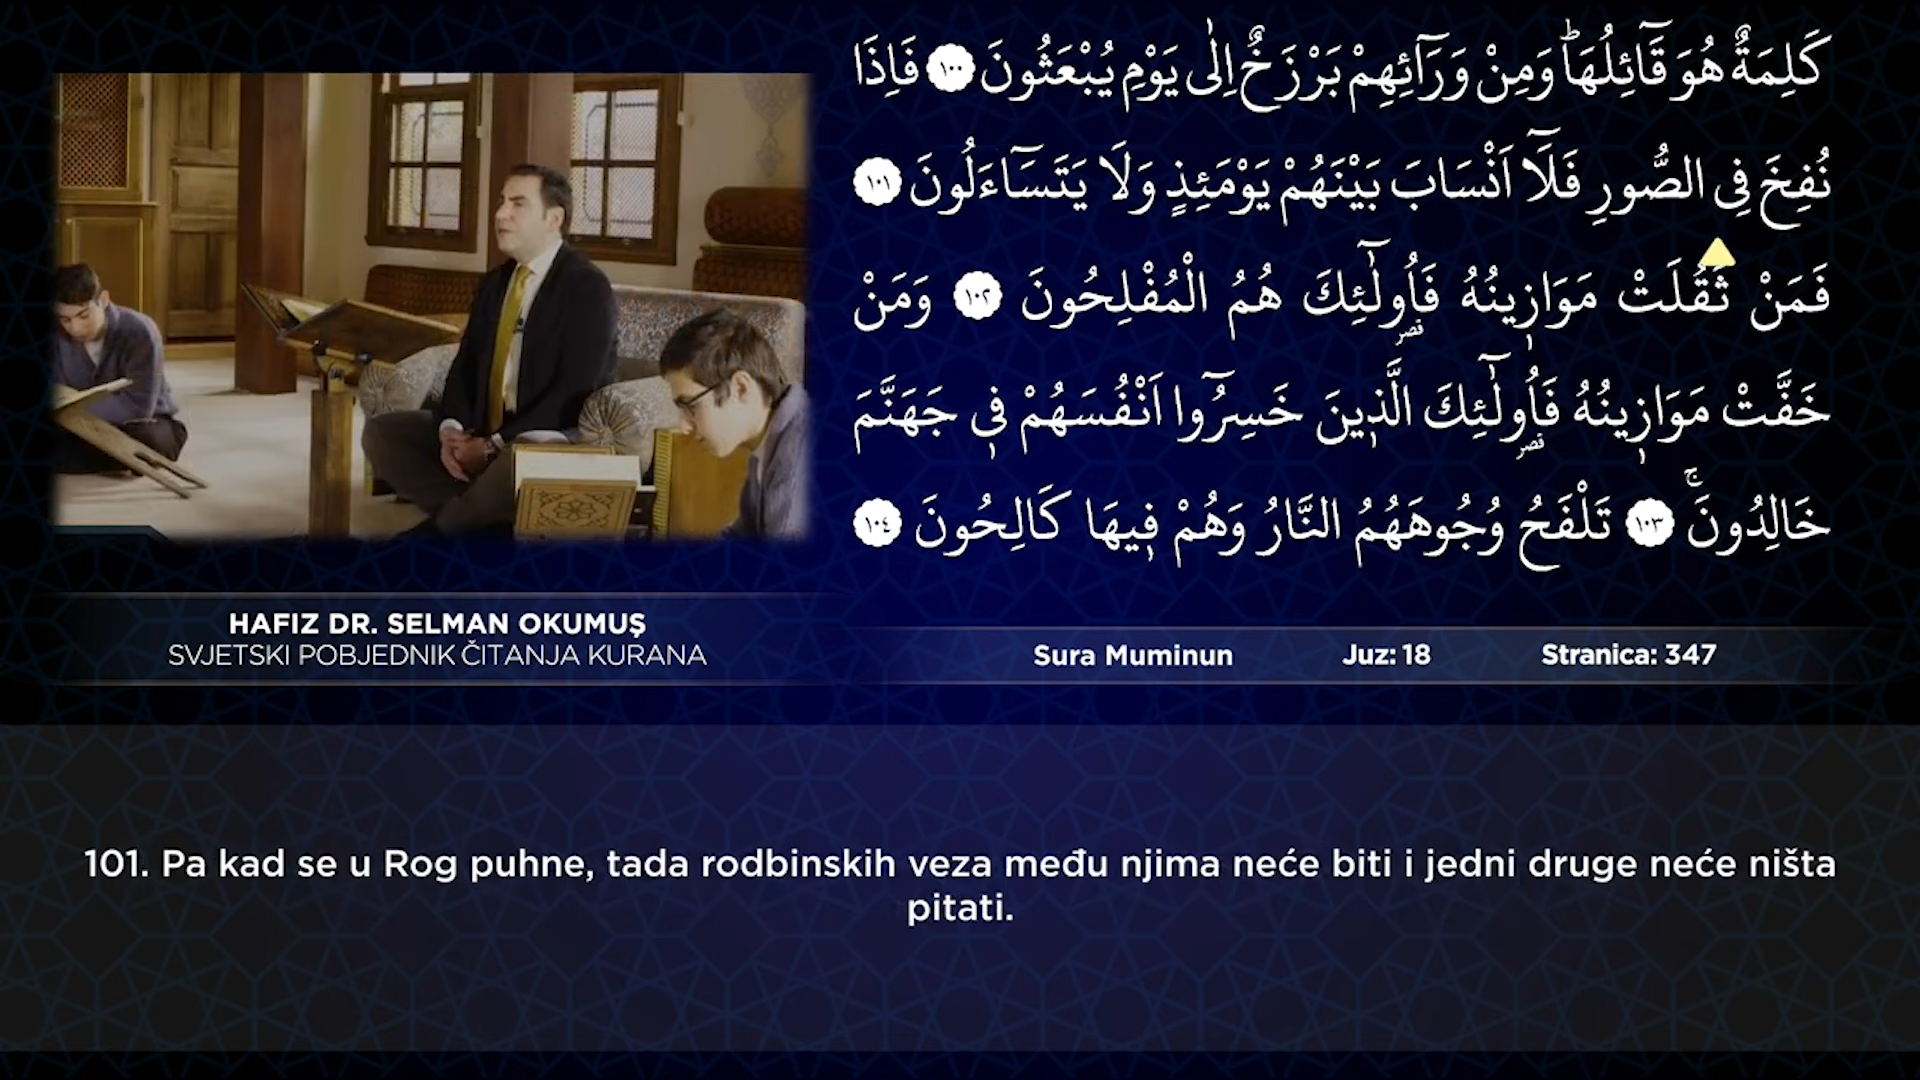 كَلِمَةٌ هُوَ قَٓائِلُهَاۜ وَمِنْ وَرَٓائِهِمْ بَرْزَخٌ اِلٰى يَوْمِ يُبْعَثُونَ ١٠٠ فَاِذَا
نُفِخَ فِى الصُّورِ فَلَٓا اَنْسَابَ بَيْنَهُمْ يَوْمَئِذٍ وَلَا يَتَسَٓاءَلُونَ ١٠١
فَمَنْ ثَقُلَتْ مَوَاز۪ينُهُ فَاُو۬لٰٓئِكَ هُمُ الْمُفْلِحُونَ ١٠٢ وَمَنْ
خَفَّتْ مَوَاز۪ينُهُ فَاُو۬لٰٓئِكَ الَّذ۪ينَ خَسِرُٓوا اَنْفُسَهُمْ ف۪ى جَهَنَّمَ
خَالِدُونَۚ ١٠٣ تَلْفَحُ وُجُوهَهُمُ النَّارُ وَهُمْ ف۪يهَا كَالِحُونَ ١٠٤
HAFIZ DR. SELMAN OKUMUŞ
SVJETSKI POBJEDNIK ČITANJA KURANA
Sura Muminun Juz: 18 Stranica: 347
101. Pa kad se u Rog puhne, tada rodbinskih veza među njima neće biti i jedni druge neće ništa
pitati.